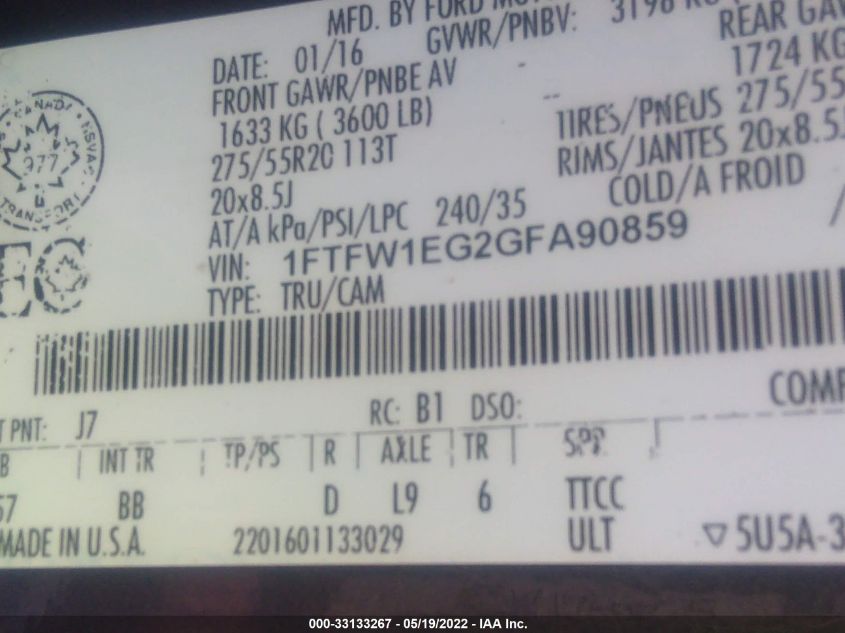 MFD. BY FORD
DATE: 01/16 GVWR/PNBV: 3198
FRONT GAWR/PNBE AV REAR
1633 KG ( 3600 LB) 1724 KG
275/55R20 113T TIRES/PNEUS 275/55
20x8.5J RIMS/JANTES 20x8.5J
AT/A kPa/PSI/LPC 240/35 COLD/A FROID
VIN: 1FTFW1EG2GFA90859
TYPE: TRU/CAM
TRANSPORT
COMP
PNT: J7 RC: B1 DSO:
B INT TR TP/PS R AXLE TR SPR
57 BB D L9 6 TTCC
MADE IN U.S.A. 2201601133029 ULT ▽5U5A-3
000-33133267 - 05/19/2022 - IAA Inc.